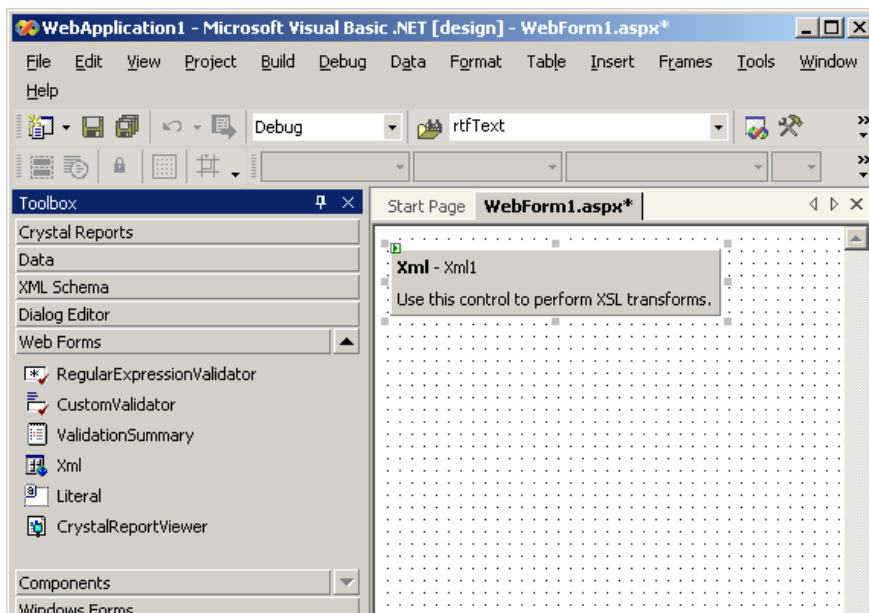 WebApplication1 - Microsoft Visual Basic .NET [design] - WebForm1.aspx*
File Edit View Project Build Debug Data Format Table Insert Frames Tools Window
Help
Debug rtfText
Toolbox
Start Page WebForm1.aspx*
Crystal Reports
Data
XML Schema
Dialog Editor
Web Forms
RegularExpressionValidator
CustomValidator
ValidationSummary
Xml
Literal
CrystalReportViewer
Components
Windows Forms
Xml - Xml1
Use this control to perform XSL transforms.